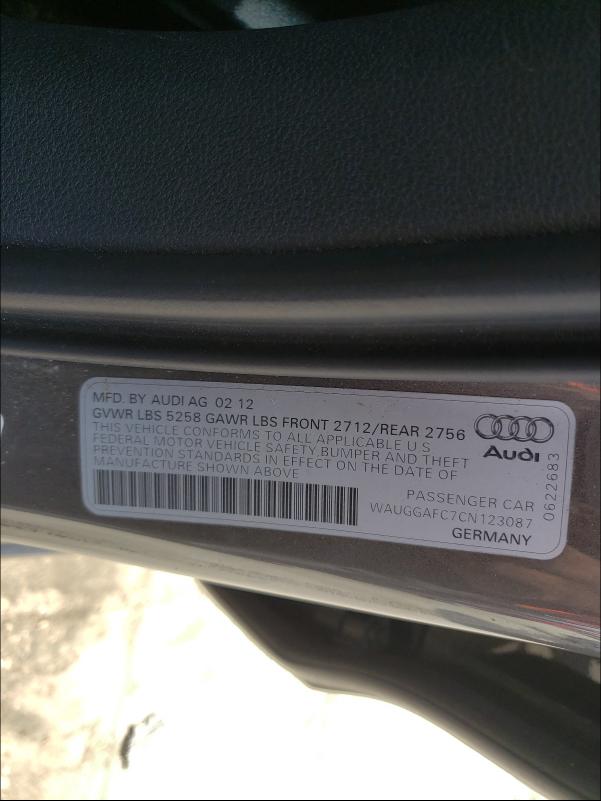 MFD. BY AUDI AG 02 12
GVWR LBS 5258 GAWR LBS FRONT 2712/REAR 2756
THIS VEHICLE CONFORMS TO ALL APPLICABLE U S
FEDERAL MOTOR VEHICLE SAFETY,BUMPER AND THEFT
PREVENTION STANDARDS IN EFFECT ON THE DATE OF
MANUFACTURE SHOWN ABOVE
Audi
PASSENGER CAR
WAUGGAFC7CN123087
GERMANY
0622683